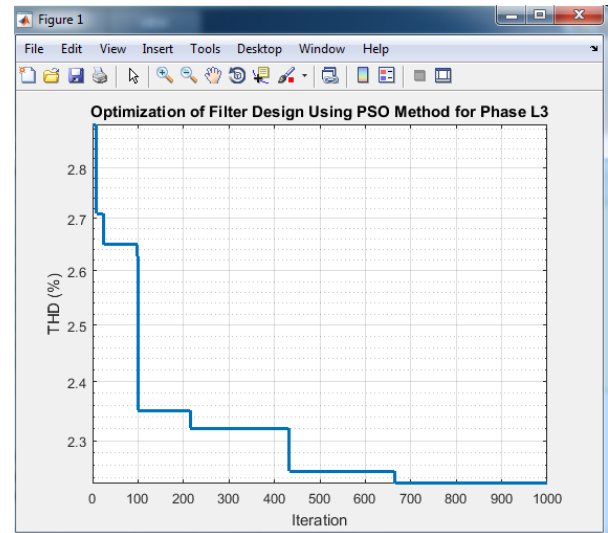 Figure 1
File Edit View Insert Tools Desktop Window Help
Optimization of Filter Design Using PSO Method for Phase L3
2.8
2.7
2.6
2.5
2.4
2.3
THD (%)
0 100 200 300 400 500 600 700 800 900 1000
Iteration